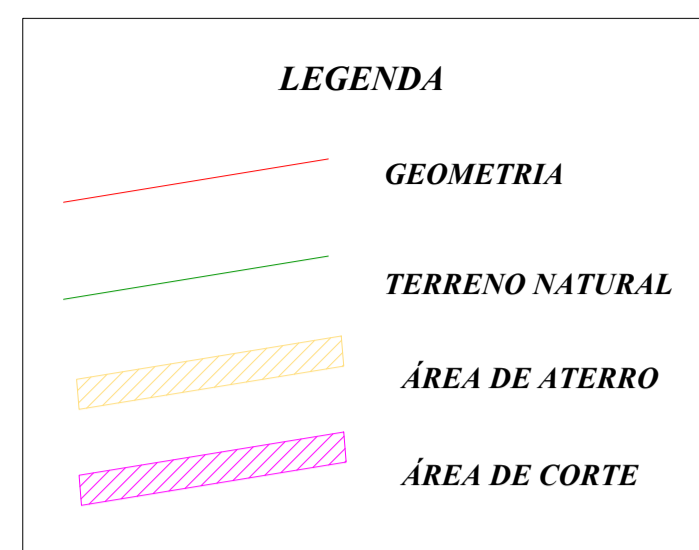 LEGENDA
GEOMETRIA
TERRENO NATURAL
ÁREA DE ATERRO
ÁREA DE CORTE